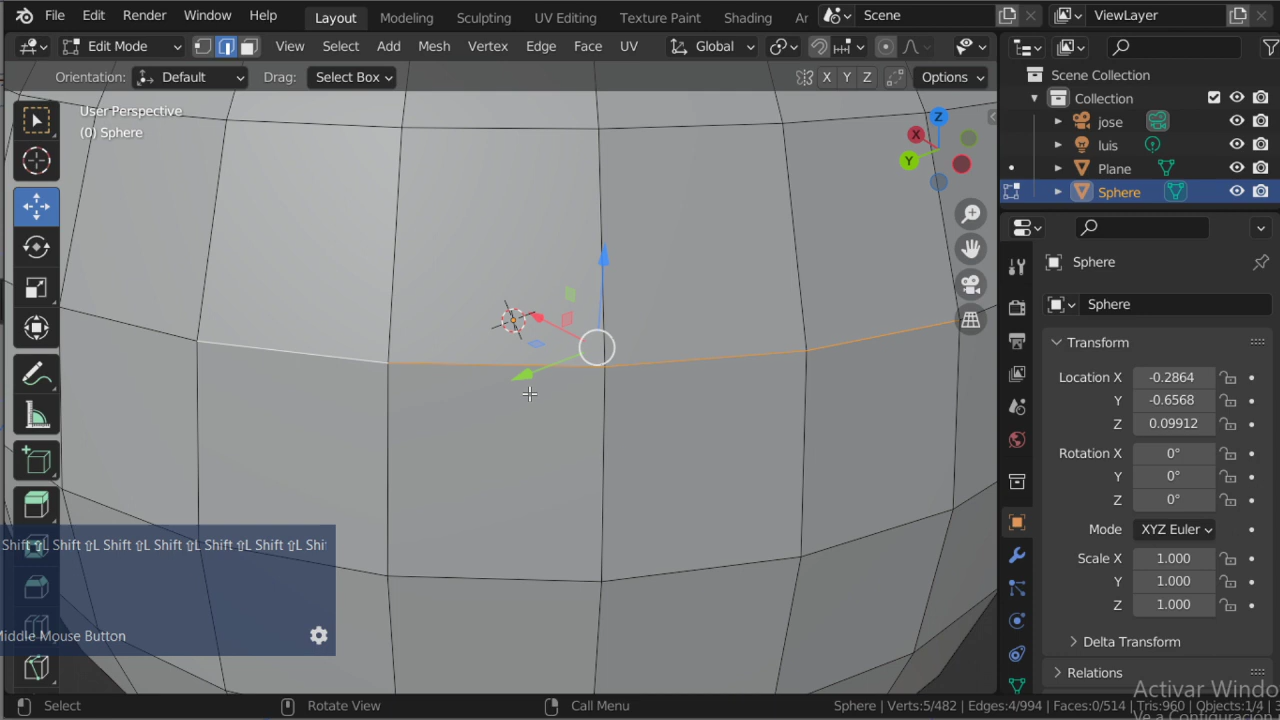 File Edit Render Window Help Layout Modeling Sculpting UV Editing Texture Paint Shading Scene ViewLayer
Edit Mode View Select Add Mesh Vertex Edge Face UV Global
Orientation: Default Drag: Select Box X Y Z Options
User Perspective
(0) Sphere
Z
X
Y
Scene Collection
Collection
jose
luis
Plane
Sphere
Sphere
Sphere
Transform
Location X -0.2864
Y -0.6568
Z 0.09912
Rotation X 0°
Y 0°
Z 0°
Mode XYZ Euler
Scale X 1.000
Y 1.000
Z 1.000
Delta Transform
Relations
Shift ⇧L Shift ⇧L Shift ⇧L Shift ⇧L Shift ⇧L Shift ⇧L Shi
Middle Mouse Button
Activar Windo
Select Rotate View Call Menu Sphere | Verts:5/482 | Edges:4/994 | Faces:0/514 | Tris:960 | Objects:1/4 |